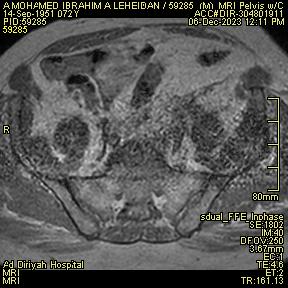 A MOHAMED IBRAHIM A LEHEIDAN / 59285 (M) MRI Pelvis w/C
14-Sep-1951 072Y ACC#DIR-304801911
PID:59285 06-Dec-2023 12:11 PM
59285
R
80mm
sdual_FFE_Inphase
SE:1802
IM:40
DFOV:250
3.67mm
EC:1
Ad Diriyah Hospital TE:4.6
MRI ET:2
MRI TR:161.13